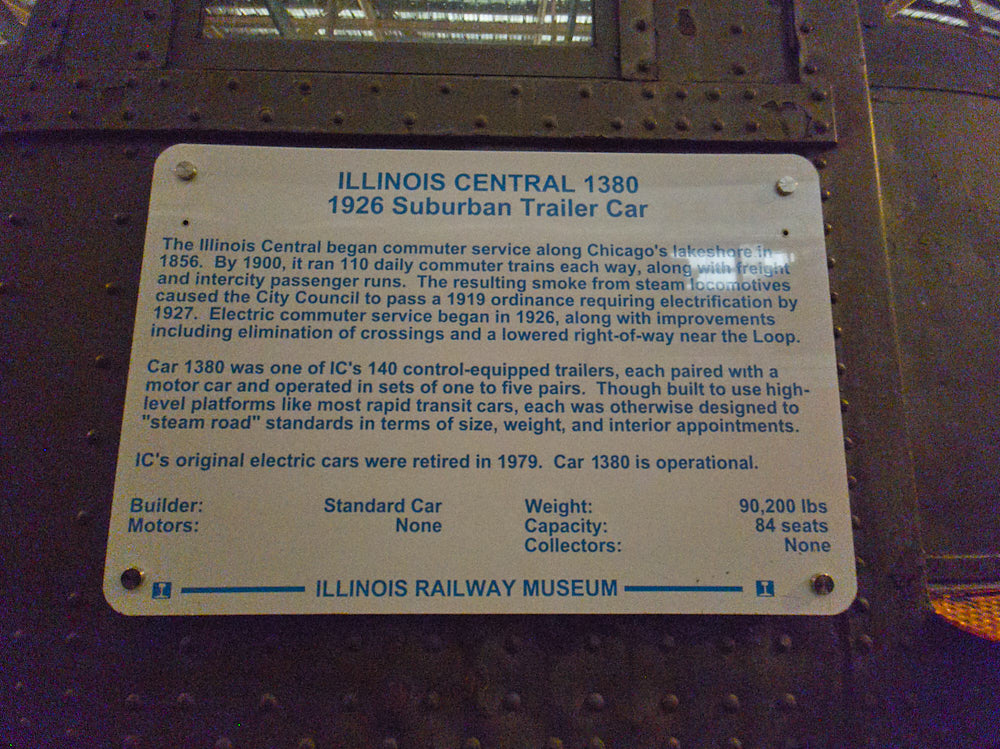 ILLINOIS CENTRAL 1380
1926 Suburban Trailer Car
The Illinois Central began commuter service along Chicago's lakeshore in
1856. By 1900, it ran 110 daily commuter trains each way, along with freight
and intercity passenger runs. The resulting smoke from steam locomotives
caused the City Council to pass a 1919 ordinance requiring electrification by
1927. Electric commuter service began in 1926, along with improvements
including elimination of crossings and a lowered right-of-way near the Loop.
Car 1380 was one of IC's 140 control-equipped trailers, each paired with a
motor car and operated in sets of one to five pairs. Though built to use high-
level platforms like most rapid transit cars, each was otherwise designed to
"steam road" standards in terms of size, weight, and interior appointments.
IC's original electric cars were retired in 1979. Car 1380 is operational.
Builder: Standard Car Weight: 90,200 lbs
Motors: None Capacity: 84 seats
Collectors: None
I ILLINOIS RAILWAY MUSEUM I